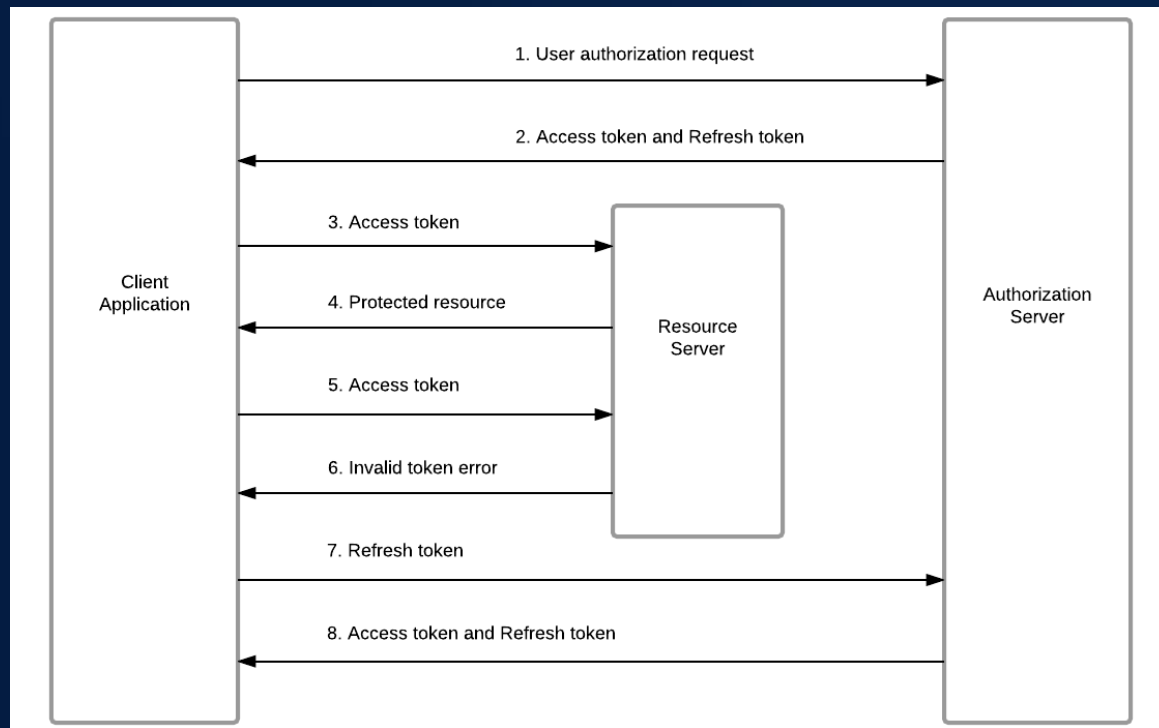 1. User authorization request
2. Access token and Refresh token
3. Access token
Client
Application
4. Protected resource
Resource
Server
Authorization
Server
5. Access token
6. Invalid token error
7. Refresh token
8. Access token and Refresh token